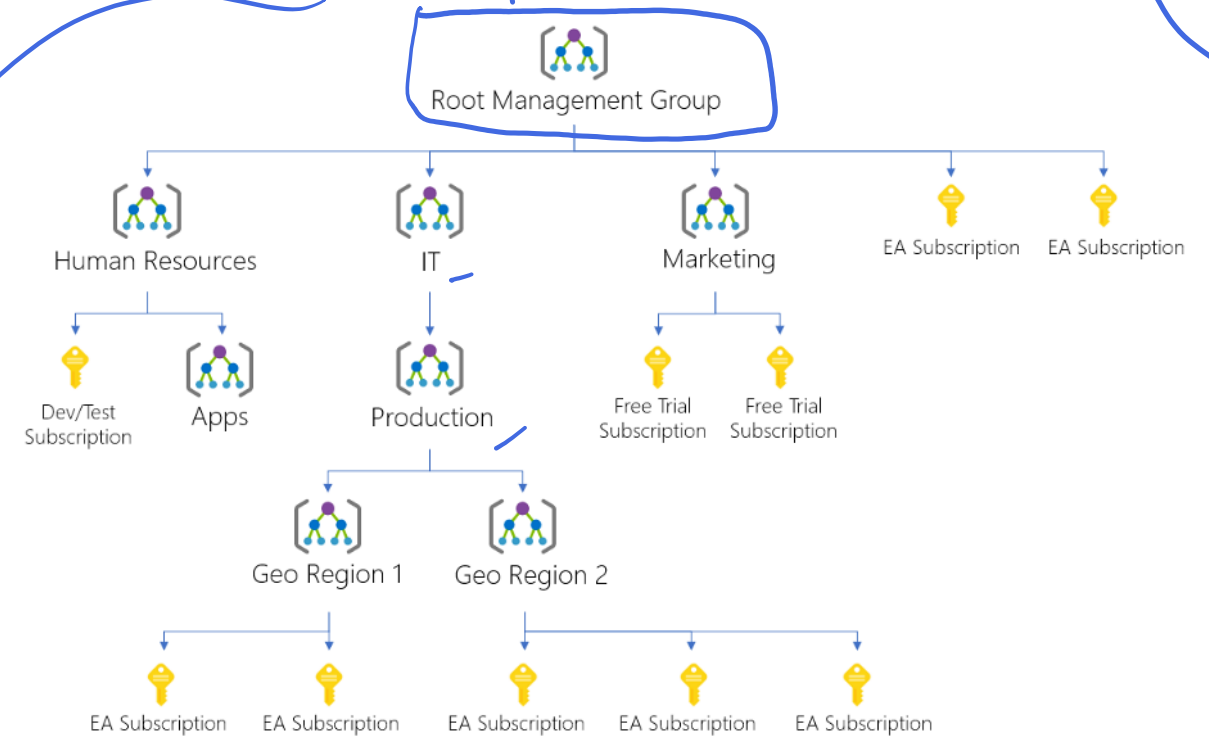 Root Management Group
Human Resources
IT
Marketing
EA Subscription
EA Subscription
Dev/Test
Subscription
Apps
Production
Free Trial
Subscription
Free Trial
Subscription
Geo Region 1
Geo Region 2
EA Subscription
EA Subscription
EA Subscription
EA Subscription
EA Subscription